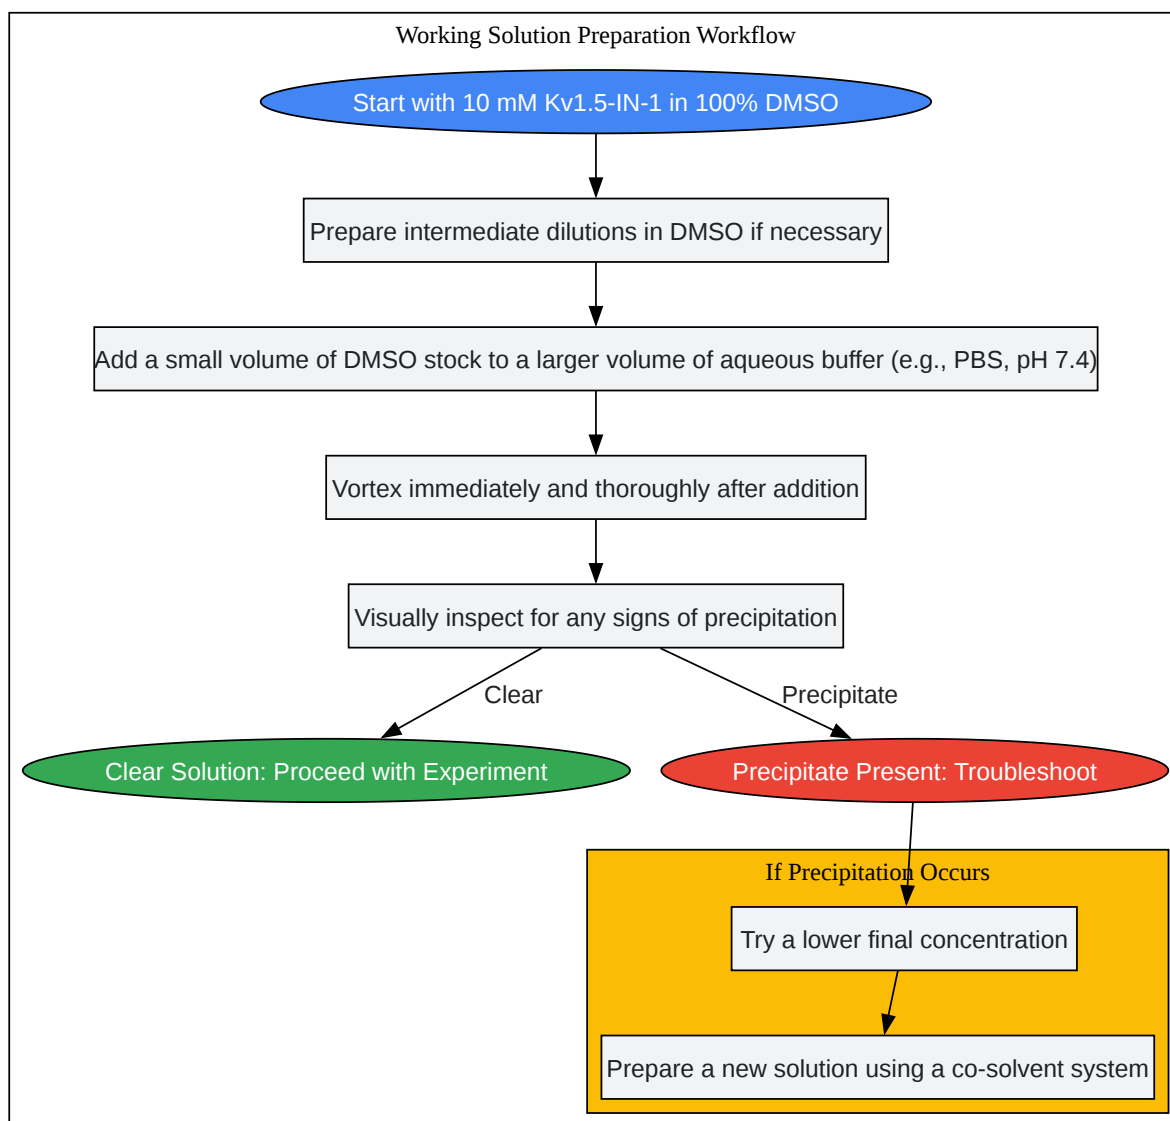 Working Solution Preparation Workflow
Start with 10 mM Kv1.5-IN-1 in 100% DMSO
Prepare intermediate dilutions in DMSO if necessary
Add a small volume of DMSO stock to a larger volume of aqueous buffer (e.g., PBS, pH 7.4)
Vortex immediately and thoroughly after addition
Visually inspect for any signs of precipitation
Clear
Precipitate
Clear Solution: Proceed with Experiment
Precipitate Present: Troubleshoot
If Precipitation Occurs
Try a lower final concentration
Prepare a new solution using a co-solvent system